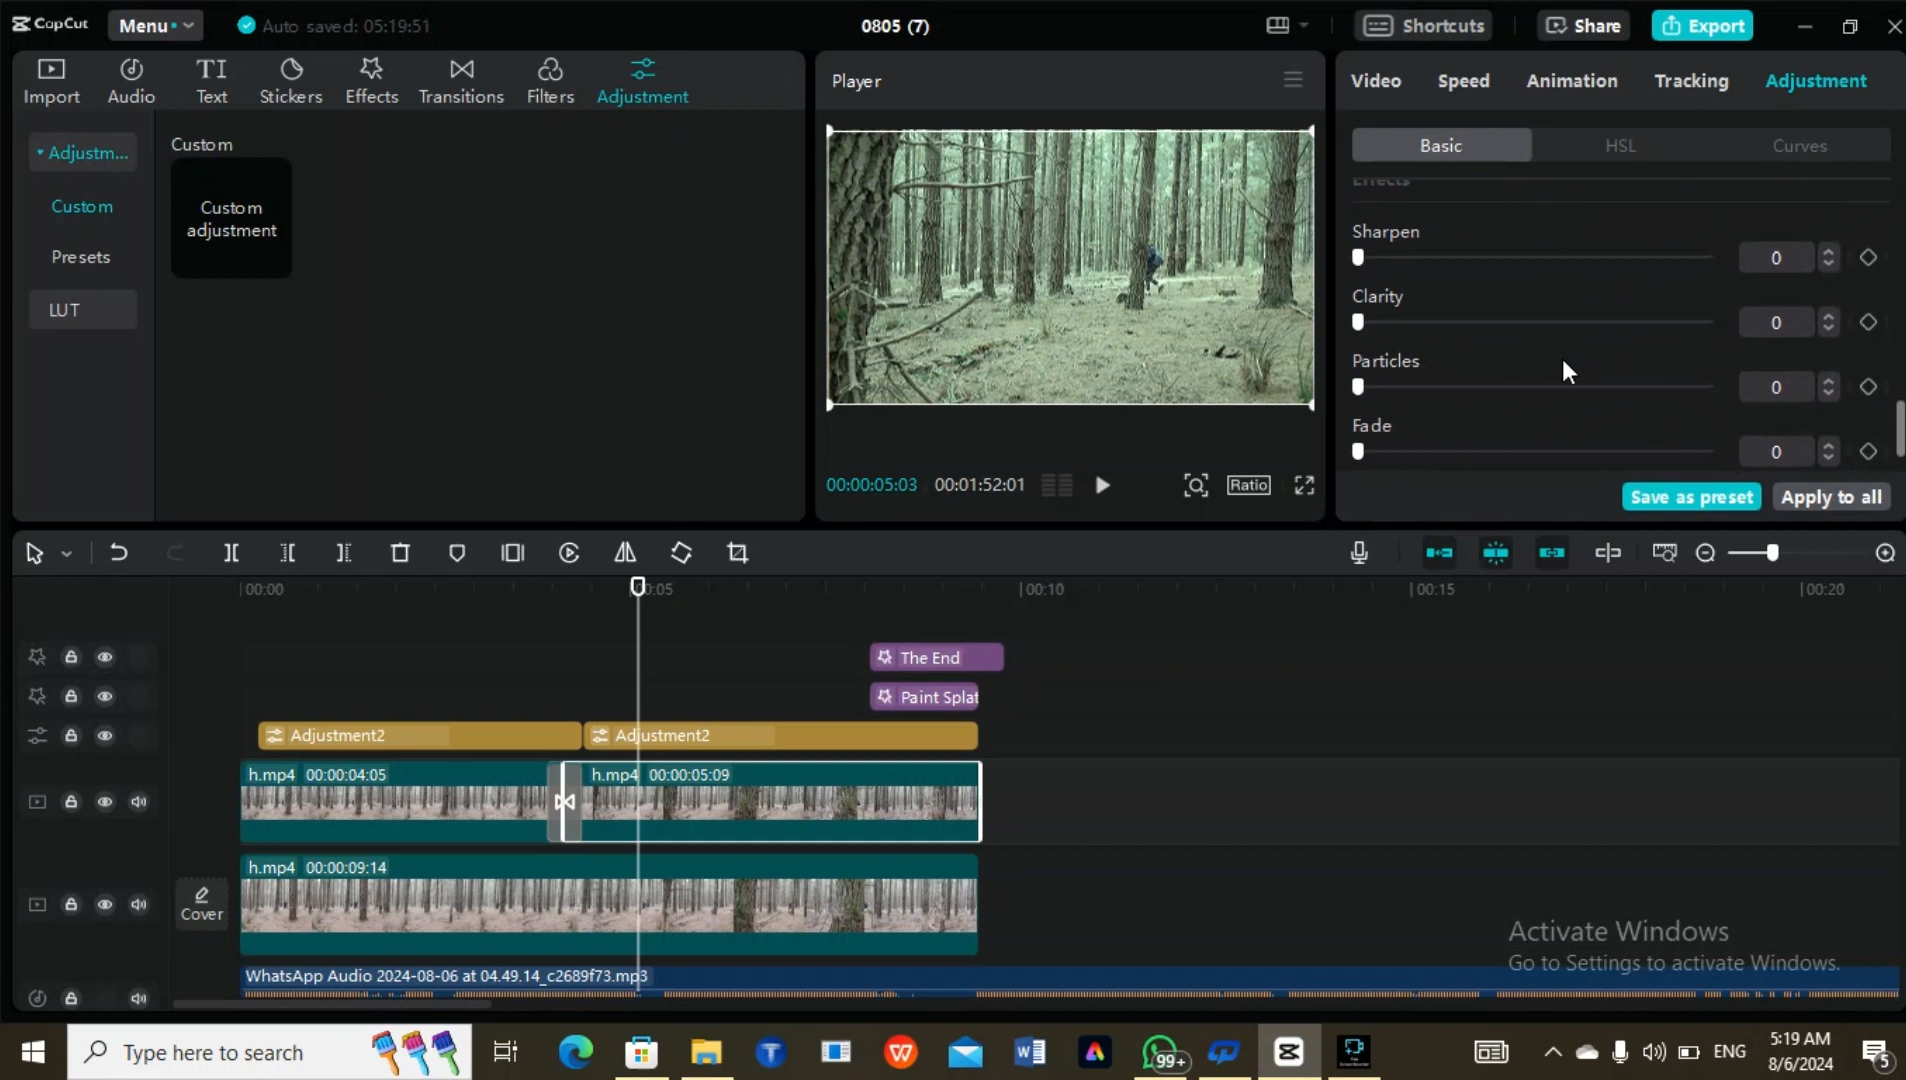 CapCut
Menu
Auto saved: 05:19:51
0805 (7)
Shortcuts
Share
Export
Import
Audio
Text
Stickers
Effects
Transitions
Filters
Adjustment
Player
Video
Speed
Animation
Tracking
Adjustment
Adjustm...
Custom
Presets
LUT
Custom
Custom
adjustment
Basic
HSL
Curves
Effects
Sharpen
0
Clarity
0
Particles
0
Fade
0
00:00:05:03
00:01:52:01
Ratio
Save as preset
Apply to all
00:00
00:05
00:10
00:15
00:20
The End
Paint Splat
Adjustment2
Adjustment2
h.mp4 00:00:04:05
h.mp4 00:00:05:09
Cover
h.mp4 00:00:09:14
WhatsApp Audio 2024-08-06 at 04.49.14_c2689f73.mp3
Activate Windows
Go to Settings to activate Windows.
Type here to search
99+
ENG
5:19 AM
8/6/2024
5